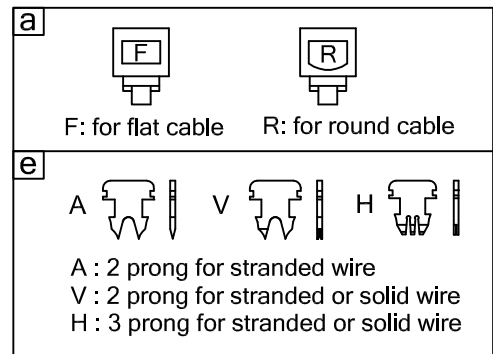 a
F R
F: for flat cable R: for round cable
e
A V H
A : 2 prong for stranded wire
V : 2 prong for stranded or solid wire
H : 3 prong for stranded or solid wire